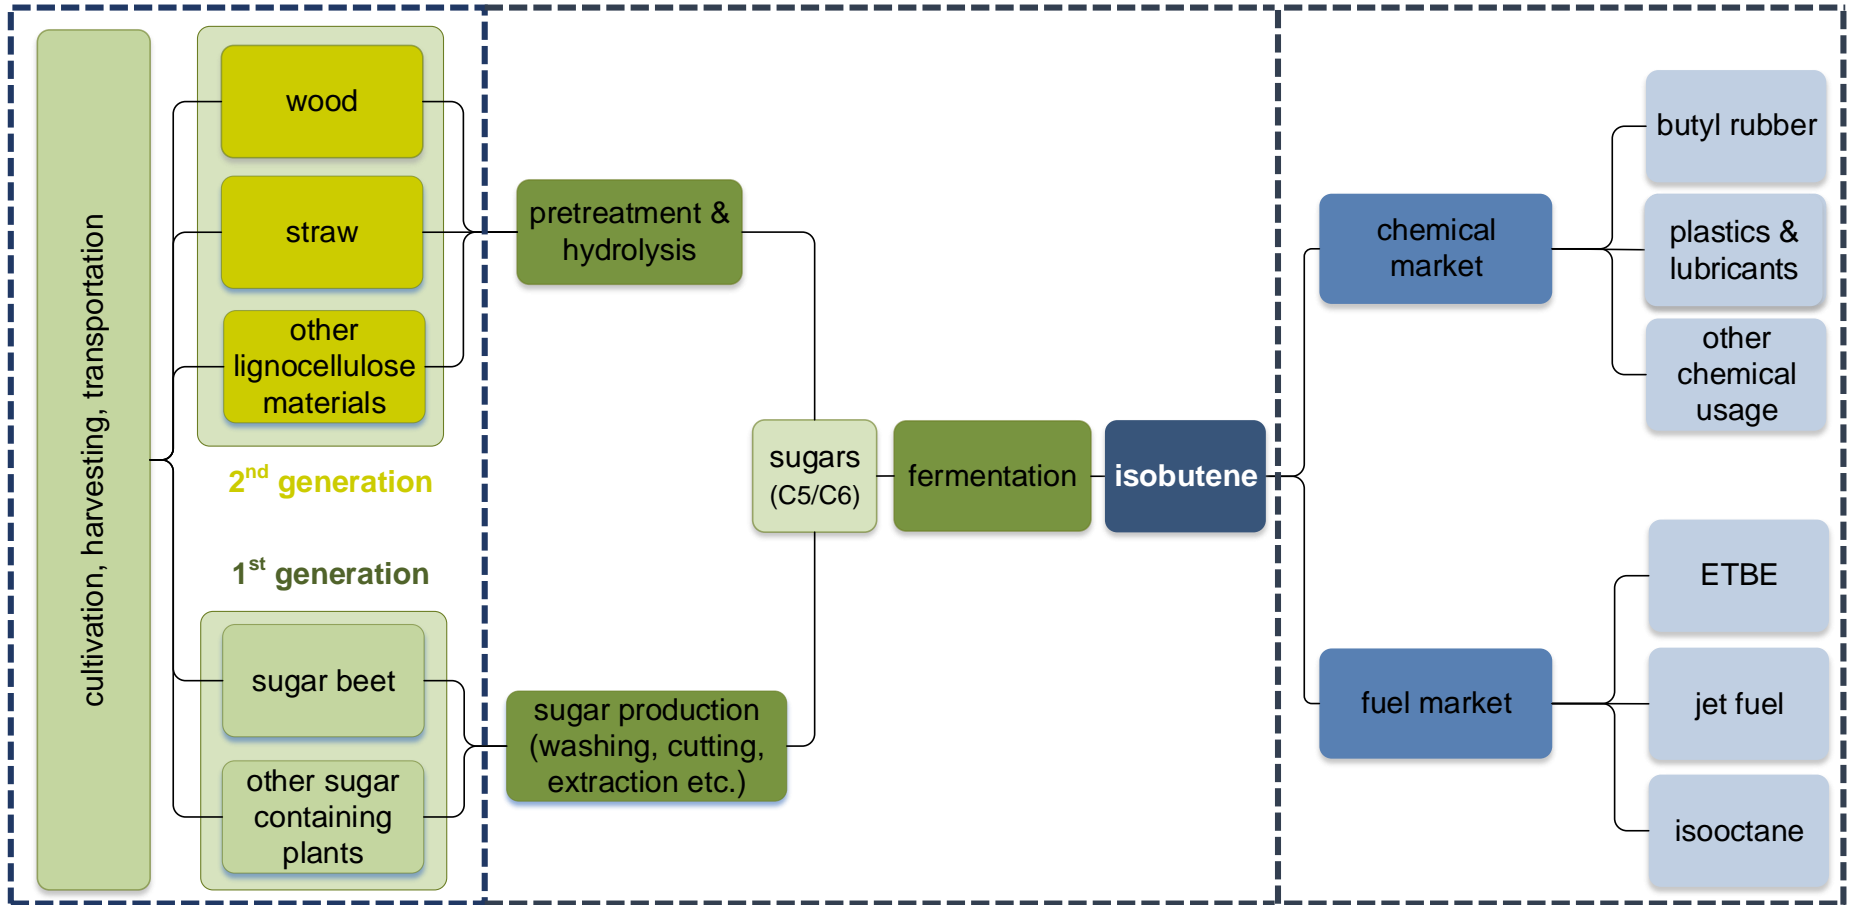 cultivation, harvesting, transportation
wood
straw
other
lignocellulose
materials
2nd generation
1st generation
sugar beet
other sugar
containing
plants
pretreatment &
hydrolysis
sugar production
(washing, cutting,
extraction etc.)
sugars
(C5/C6)
fermentation
isobutene
chemical
market
butyl rubber
plastics &
lubricants
other
chemical
usage
fuel market
ETBE
jet fuel
isooctane